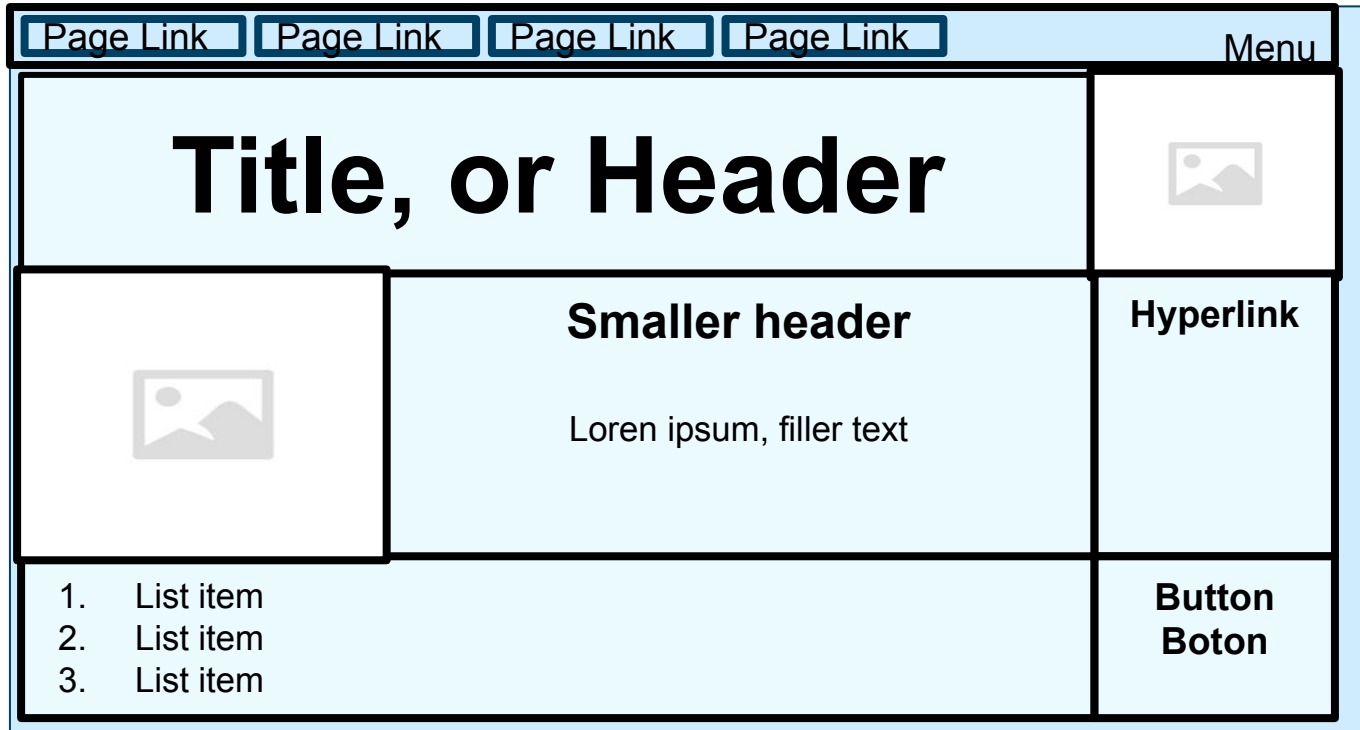 Page Link
Page Link
Page Link
Page Link
Menu
Title, or Header
Smaller header
Hyperlink
Loren ipsum, filler text
1. List item
2. List item
3. List item
Button
Boton